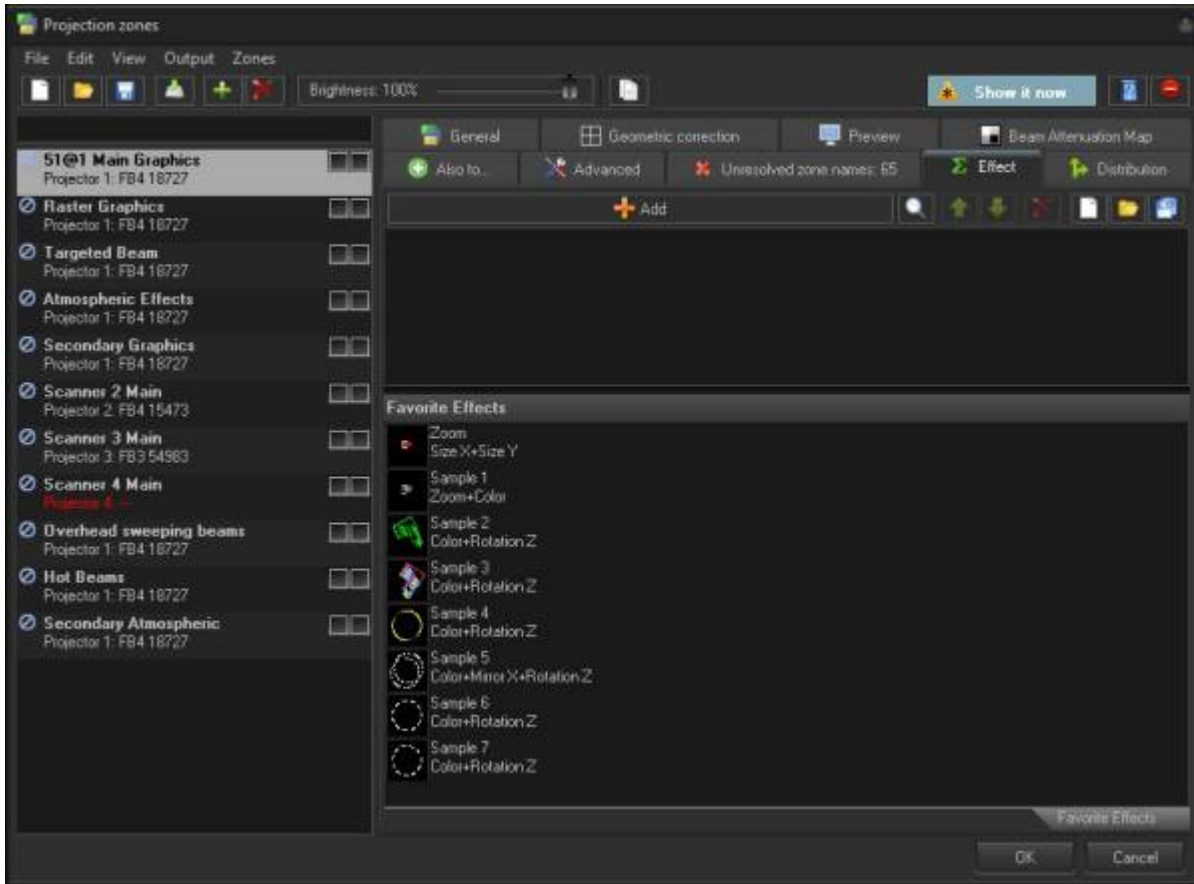 Projection zones
File Edit View Output Zones
Brightness: 100%
Show it now
General
Geometric correction
Preview
Beam Attenuation Map
Also to...
Advanced
Unresolved zone names: 65
Effect
Distribution
51@1 Main Graphics
Projector 1: FB4 18727
Raster Graphics
Projector 1: FB4 18727
Targeted Beam
Projector 1: FB4 18727
Atmospheric Effects
Projector 1: FB4 18727
Secondary Graphics
Projector 1: FB4 18727
Scanner 2 Main
Projector 2: FB4 15473
Scanner 3 Main
Projector 3: FB3 54983
Scanner 4 Main
Projector 4: --
Overhead sweeping beams
Projector 1: FB4 18727
Hot Beams
Projector 1: FB4 18727
Secondary Atmospheric
Projector 1: FB4 18727
Add
Favorite Effects
Zoom
Size X+Size Y
Sample 1
Zoom+Color
Sample 2
Color+Rotation Z
Sample 3
Color+Rotation Z
Sample 4
Color+Rotation Z
Sample 5
Color+Mirror X+Rotation Z
Sample 6
Color+Rotation Z
Sample 7
Color+Rotation Z
Favorite Effects
OK
Cancel